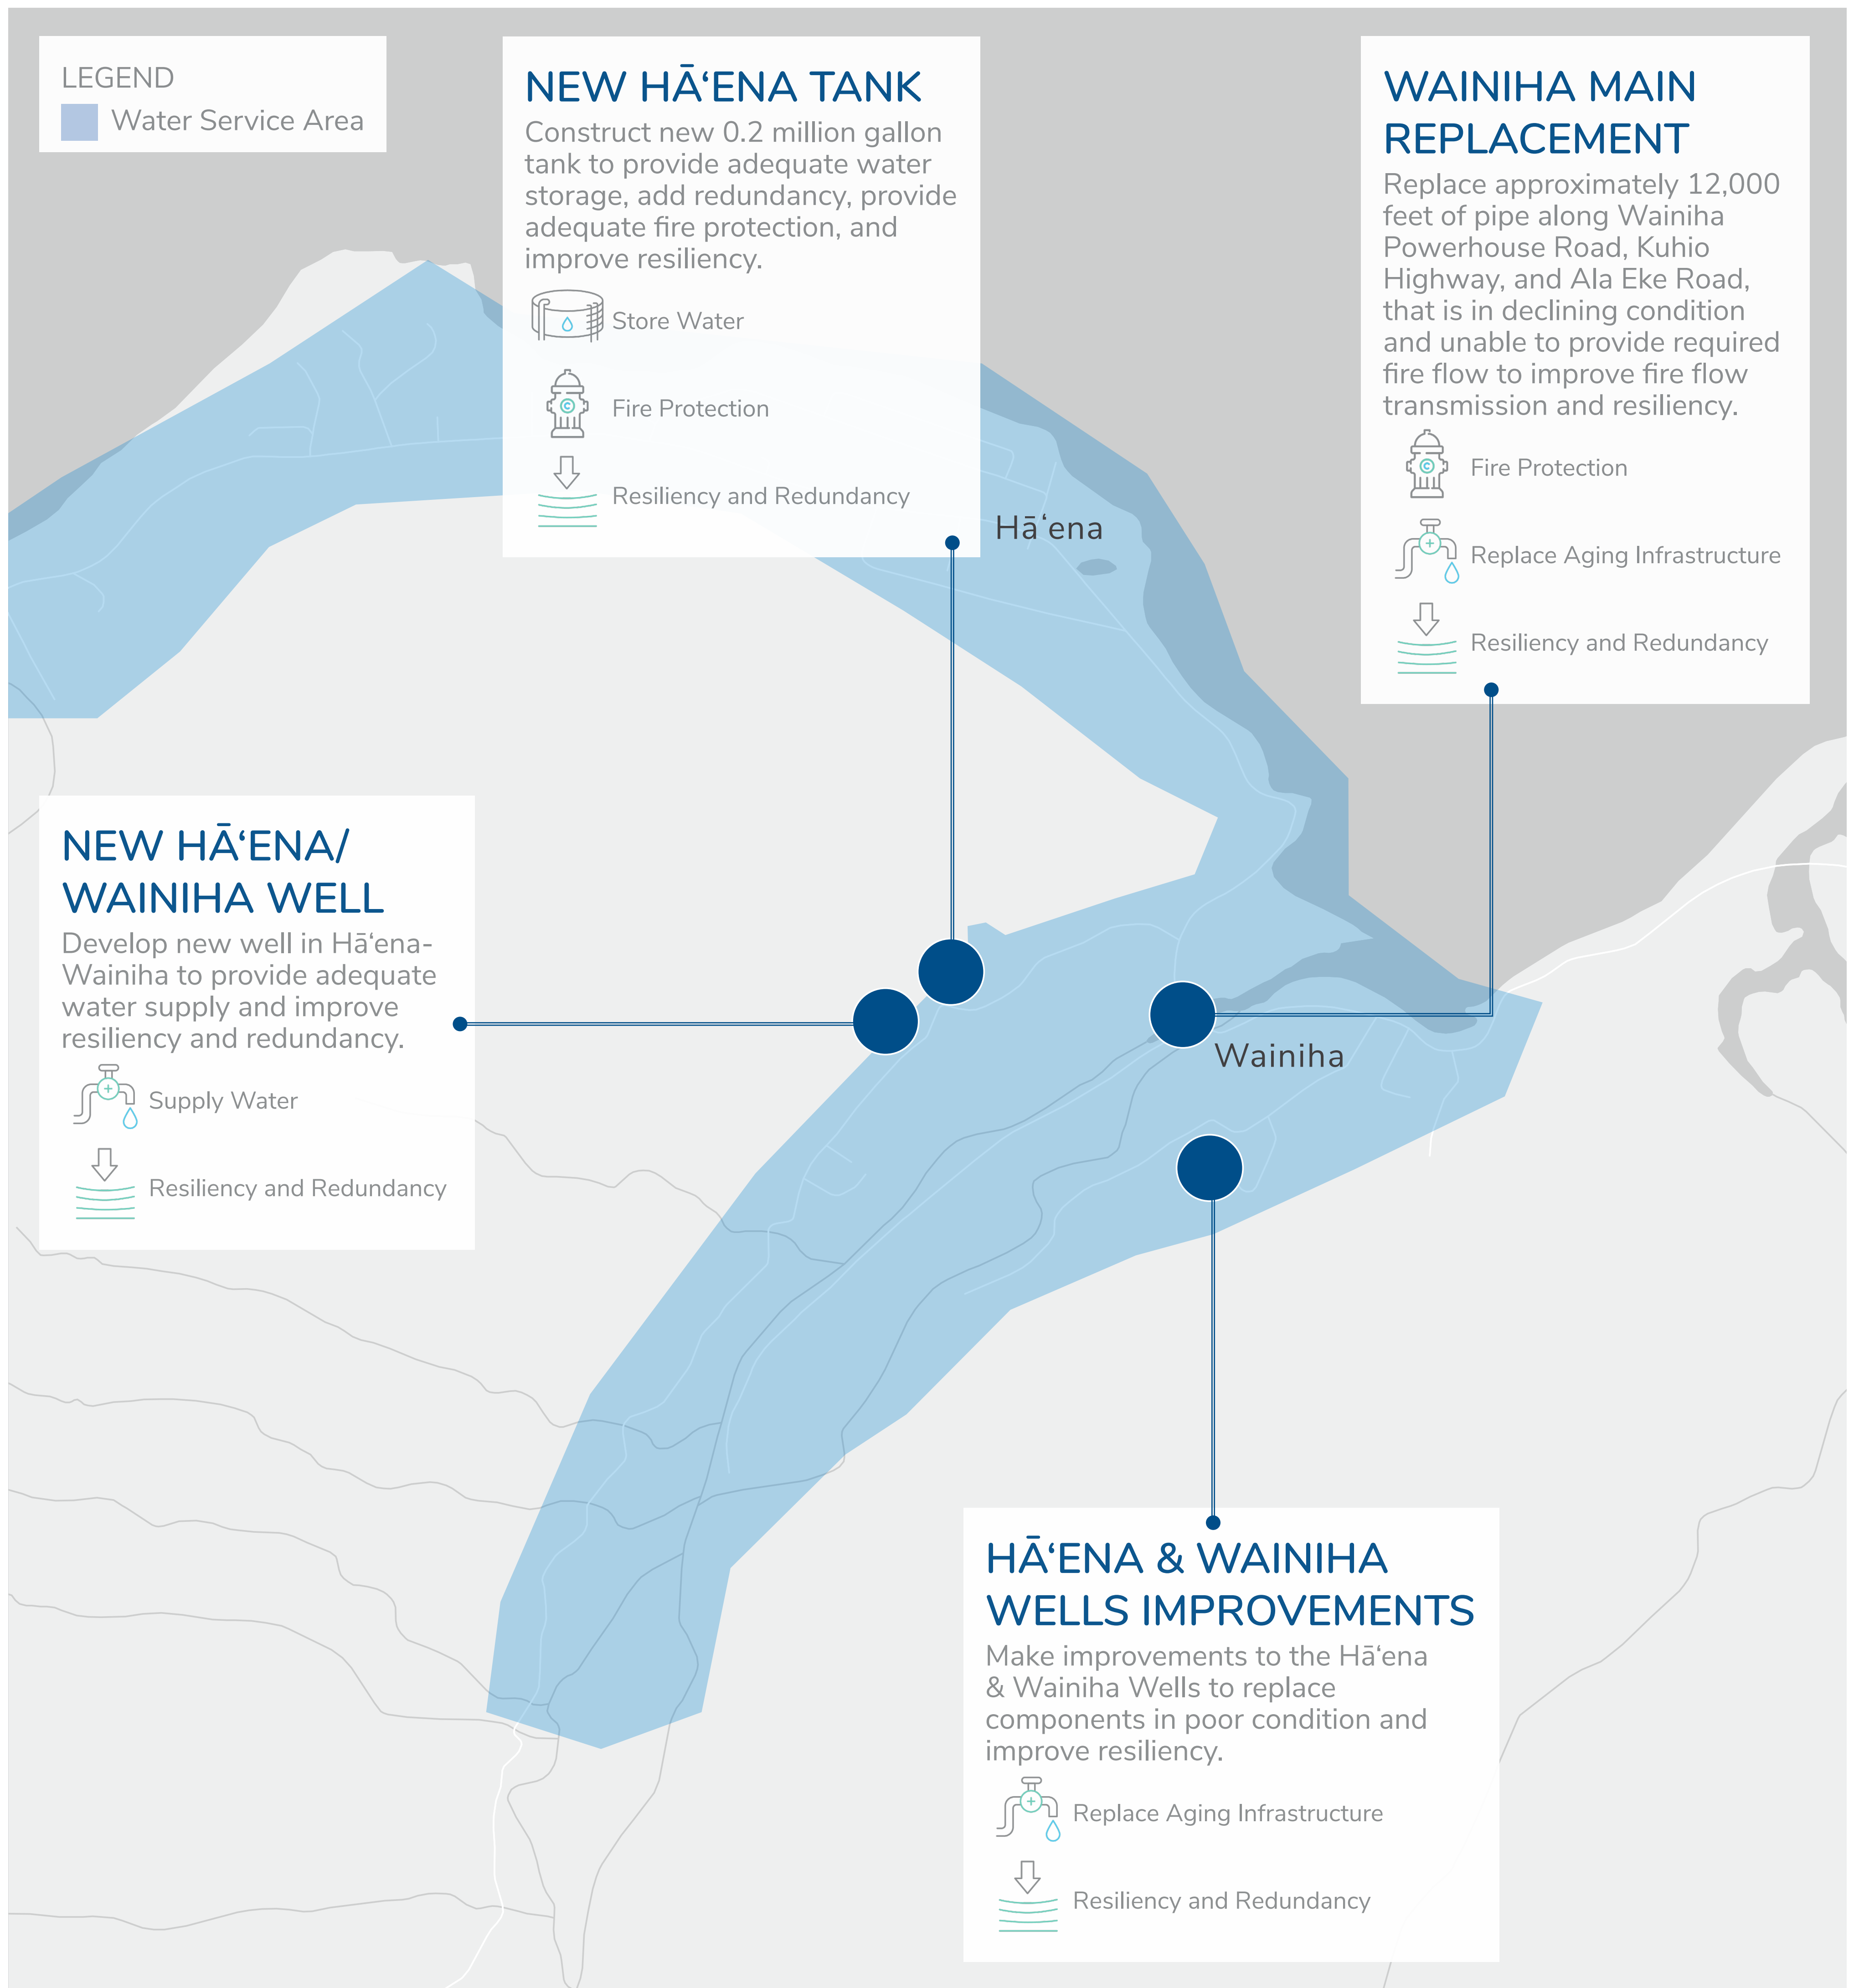 LEGEND
Water Service Area
NEW HĀʻENA TANK
Construct new 0.2 million gallon
tank to provide adequate water
storage, add redundancy, provide
adequate fire protection, and
improve resiliency.
Store Water
Fire Protection
Resiliency and Redundancy
WAINIHA MAIN
REPLACEMENT
Replace approximately 12,000
feet of pipe along Wainiha
Powerhouse Road, Kuhio
Highway, and Ala Eke Road,
that is in declining condition
and unable to provide required
fire flow to improve fire flow
transmission and resiliency.
Fire Protection
Replace Aging Infrastructure
Resiliency and Redundancy
Hāʻena
NEW HĀʻENA/
WAINIHA WELL
Develop new well in Hāʻena-
Wainiha to provide adequate
water supply and improve
resiliency and redundancy.
Supply Water
Resiliency and Redundancy
Wainiha
HĀʻENA & WAINIHA
WELLS IMPROVEMENTS
Make improvements to the Hāʻena
& Wainiha Wells to replace
components in poor condition and
improve resiliency.
Replace Aging Infrastructure
Resiliency and Redundancy